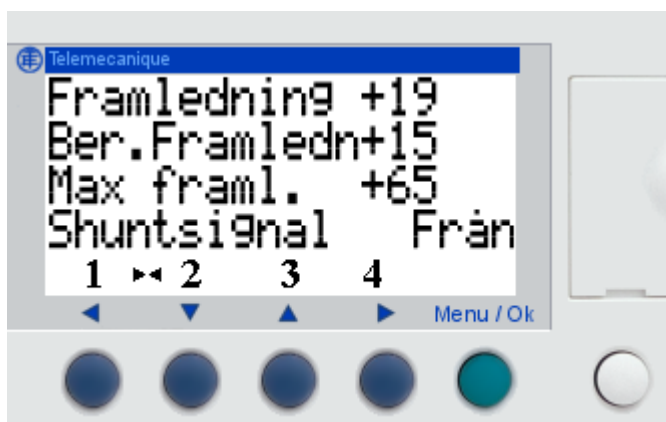 Telemecanique
Framledning +19
Ber.Framledn+15
Max framl. +65
Shuntsignal Från
1 2 3 4
Menu / Ok